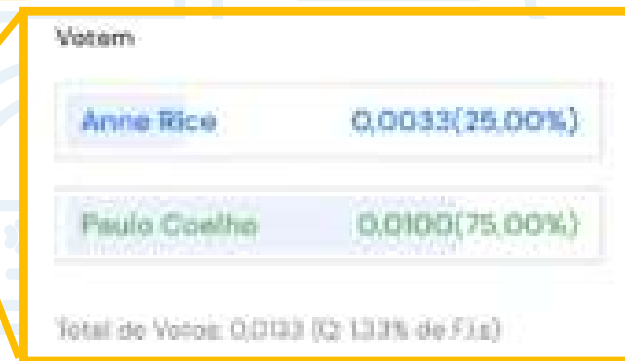 Votem
Anne Rice 0,0033(25,00%)
Paulo Coelho 0,0100(75,00%)
Total de Votos: 0,0133 1.33% de